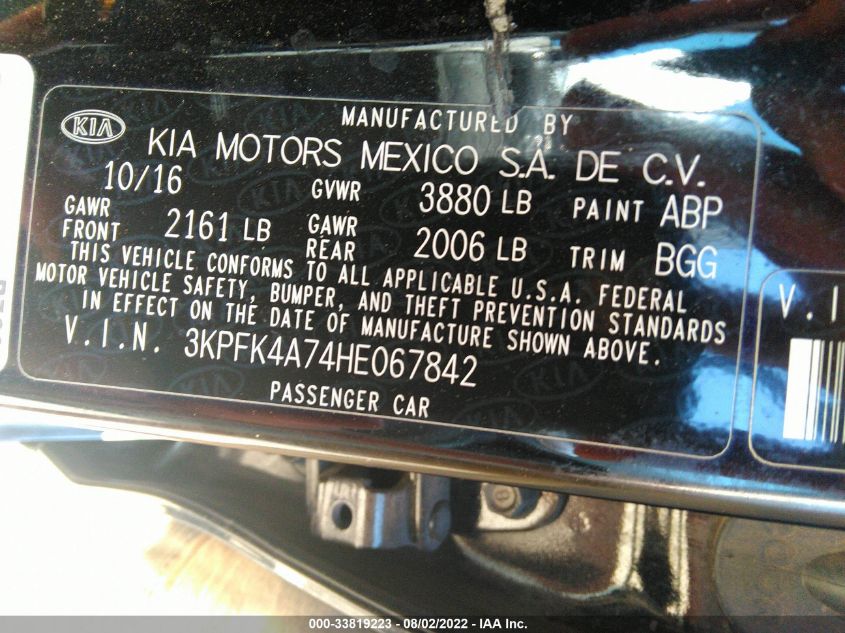 MANUFACTURED BY
KIA KIA MOTORS MEXICO S.A. DE C.V.
10/16 GVWR 3880 LB PAINT ABP
GAWR FRONT 2161 LB GAWR REAR 2006 LB TRIM BGG
THIS VEHICLE CONFORMS TO ALL APPLICABLE U.S.A. FEDERAL
MOTOR VEHICLE SAFETY, BUMPER, AND THEFT PREVENTION STANDARDS
IN EFFECT ON THE DATE OF MANUFACTURE SHOWN ABOVE.
V.I.N. 3KPFK4A74HE067842
PASSENGER CAR
V.I
000-33819223 - 08/02/2022 - IAA Inc.